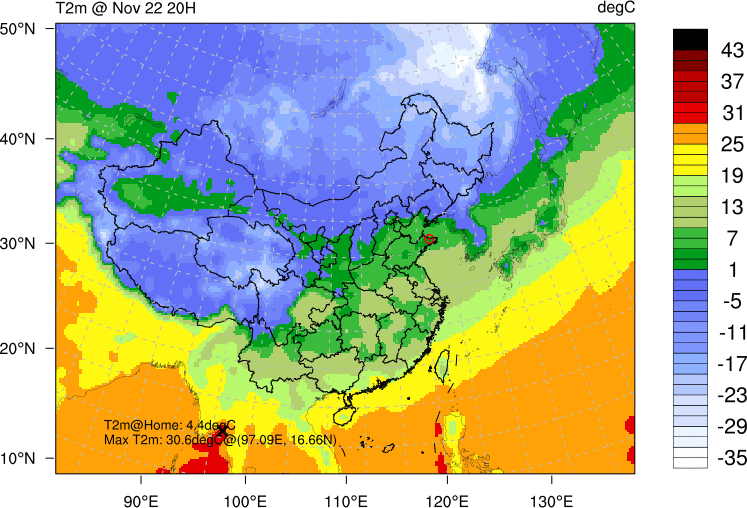 T2m @ Nov 22 20H
degC
50°N
40°N
30°N
20°N
10°N
90°E
100°E
110°E
120°E
130°E
T2m@Home: 4.4degC
Max T2m: 30.6degC@(97.09E, 16.66N)
43
37
31
25
19
13
7
1
-5
-11
-17
-23
-29
-35